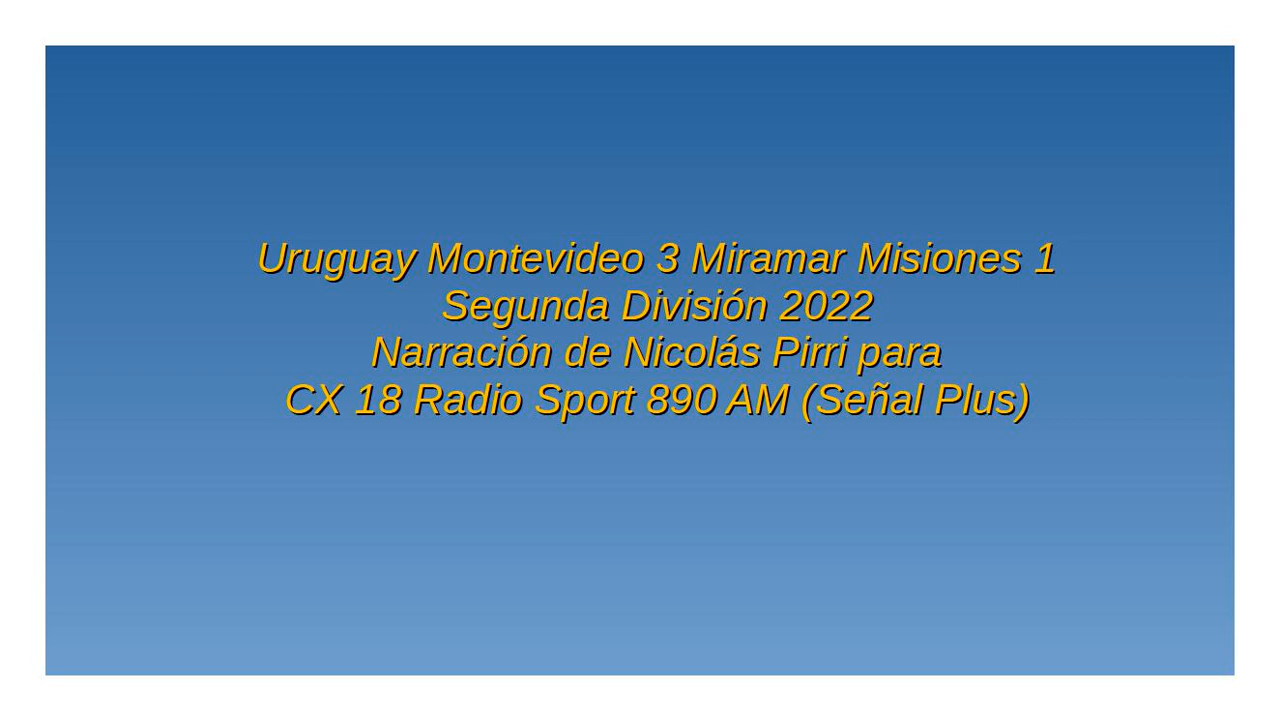 Uruguay Montevideo 3 Miramar Misiones 1
Segunda División 2022
Narración de Nicolás Pirri para
CX 18 Radio Sport 890 AM (Señal Plus)